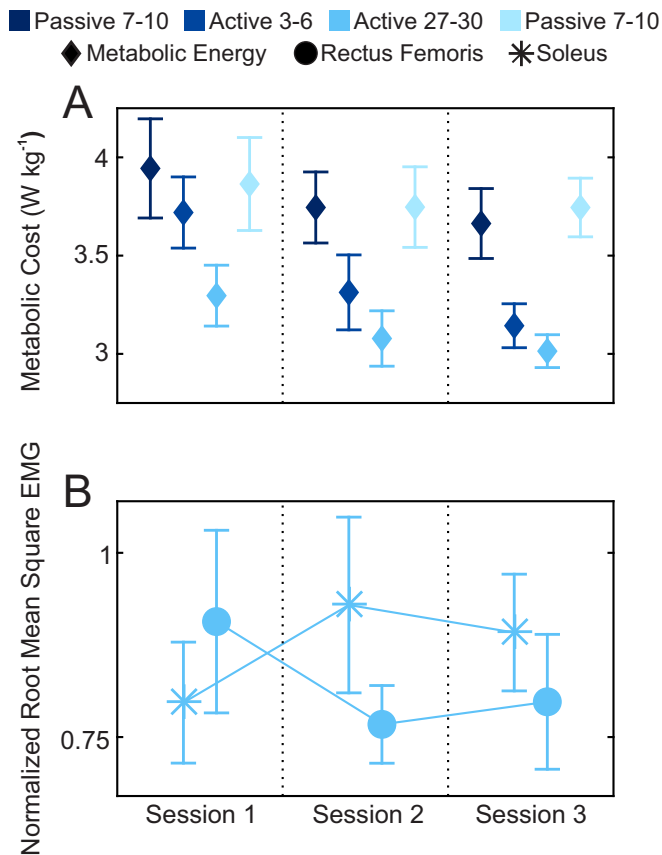 Passive 7-10 Active 3-6 Active 27-30 Passive 7-10
Metabolic Energy Rectus Femoris Soleus
A
Metabolic Cost (W kg⁻¹)
4
3.5
3
B
Normalized Root Mean Square EMG
1
0.75
Session 1 Session 2 Session 3